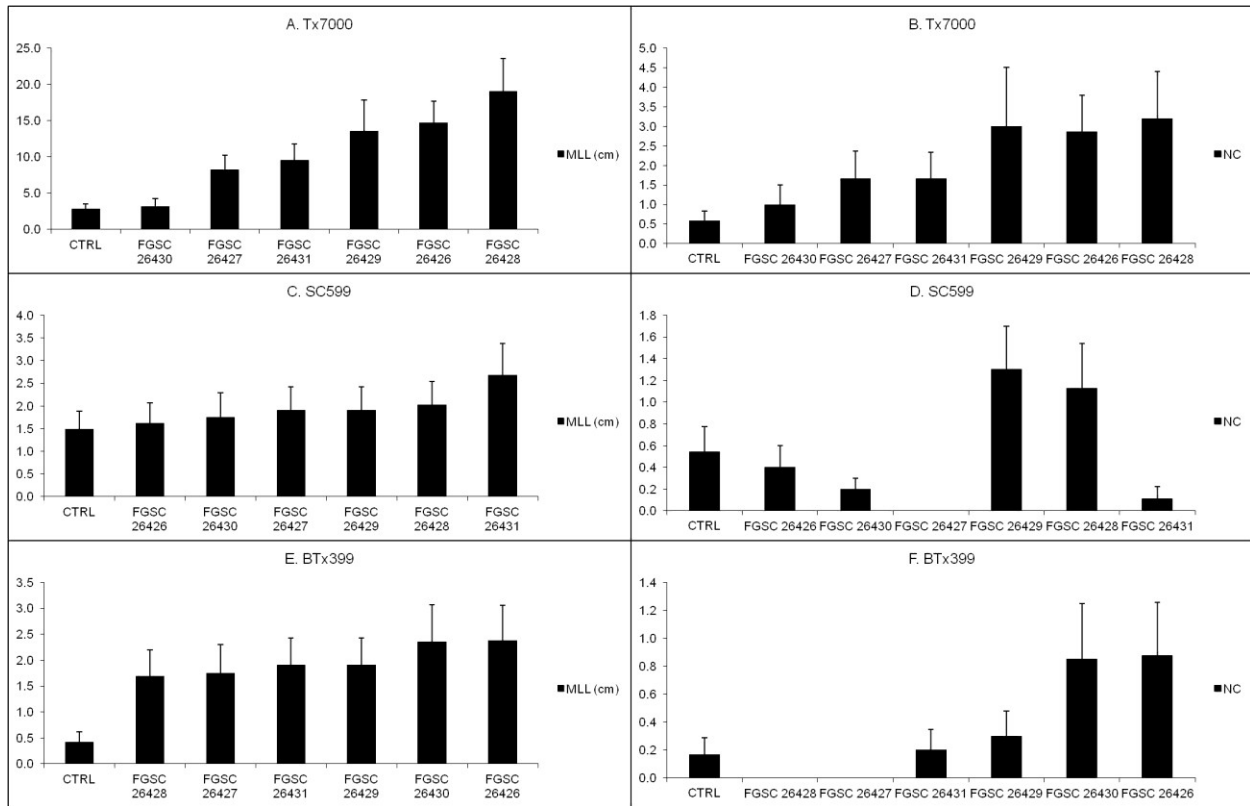 A. Tx7000
25.0
20.0
15.0
10.0
5.0
0.0
CTRL
FGSC 26430
FGSC 26427
FGSC 26431
FGSC 26429
FGSC 26426
FGSC 26428
MLL (cm)
B. Tx7000
5.0
4.5
4.0
3.5
3.0
2.5
2.0
1.5
1.0
0.5
0.0
CTRL FGSC 26430 FGSC 26427 FGSC 26431 FGSC 26429 FGSC 26426 FGSC 26428
NC
C. SC599
4.0
3.5
3.0
2.5
2.0
1.5
1.0
0.5
0.0
CTRL
FGSC 26426
FGSC 26430
FGSC 26427
FGSC 26429
FGSC 26428
FGSC 26431
MLL (cm)
D. SC599
1.8
1.6
1.4
1.2
1.0
0.8
0.6
0.4
0.2
0.0
CTRL FGSC 26426 FGSC 26430 FGSC 26427 FGSC 26429 FGSC 26428 FGSC 26431
NC
E. BTx399
3.5
3.0
2.5
2.0
1.5
1.0
0.5
0.0
CTRL
FGSC 26428
FGSC 26427
FGSC 26431
FGSC 26429
FGSC 26430
FGSC 26426
MLL (cm)
F. BTx399
1.4
1.2
1.0
0.8
0.6
0.4
0.2
0.0
CTRL FGSC 26428 FGSC 26427 FGSC 26431 FGSC 26429 FGSC 26430 FGSC 26426
NC